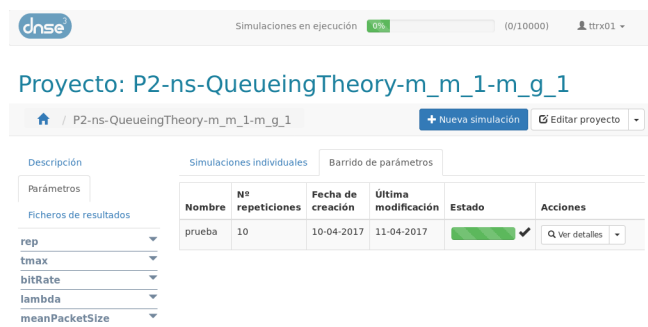 dnse3
Simulaciones en ejecución 0% (0/10000) ttrx01
Proyecto: P2-ns-QueueingTheory-m_m_1-m_g_1
/ P2-ns-QueueingTheory-m_m_1-m_g_1
Nueva simulación Editar proyecto
Descripción
Parámetros
Ficheros de resultados
rep
tmax
bitRate
lambda
meanPacketSize
Simulaciones individuales Barrido de parámetros
Nombre Nº repeticiones Fecha de creación Última modificación Estado Acciones
prueba 10 10-04-2017 11-04-2017 Ver detalles